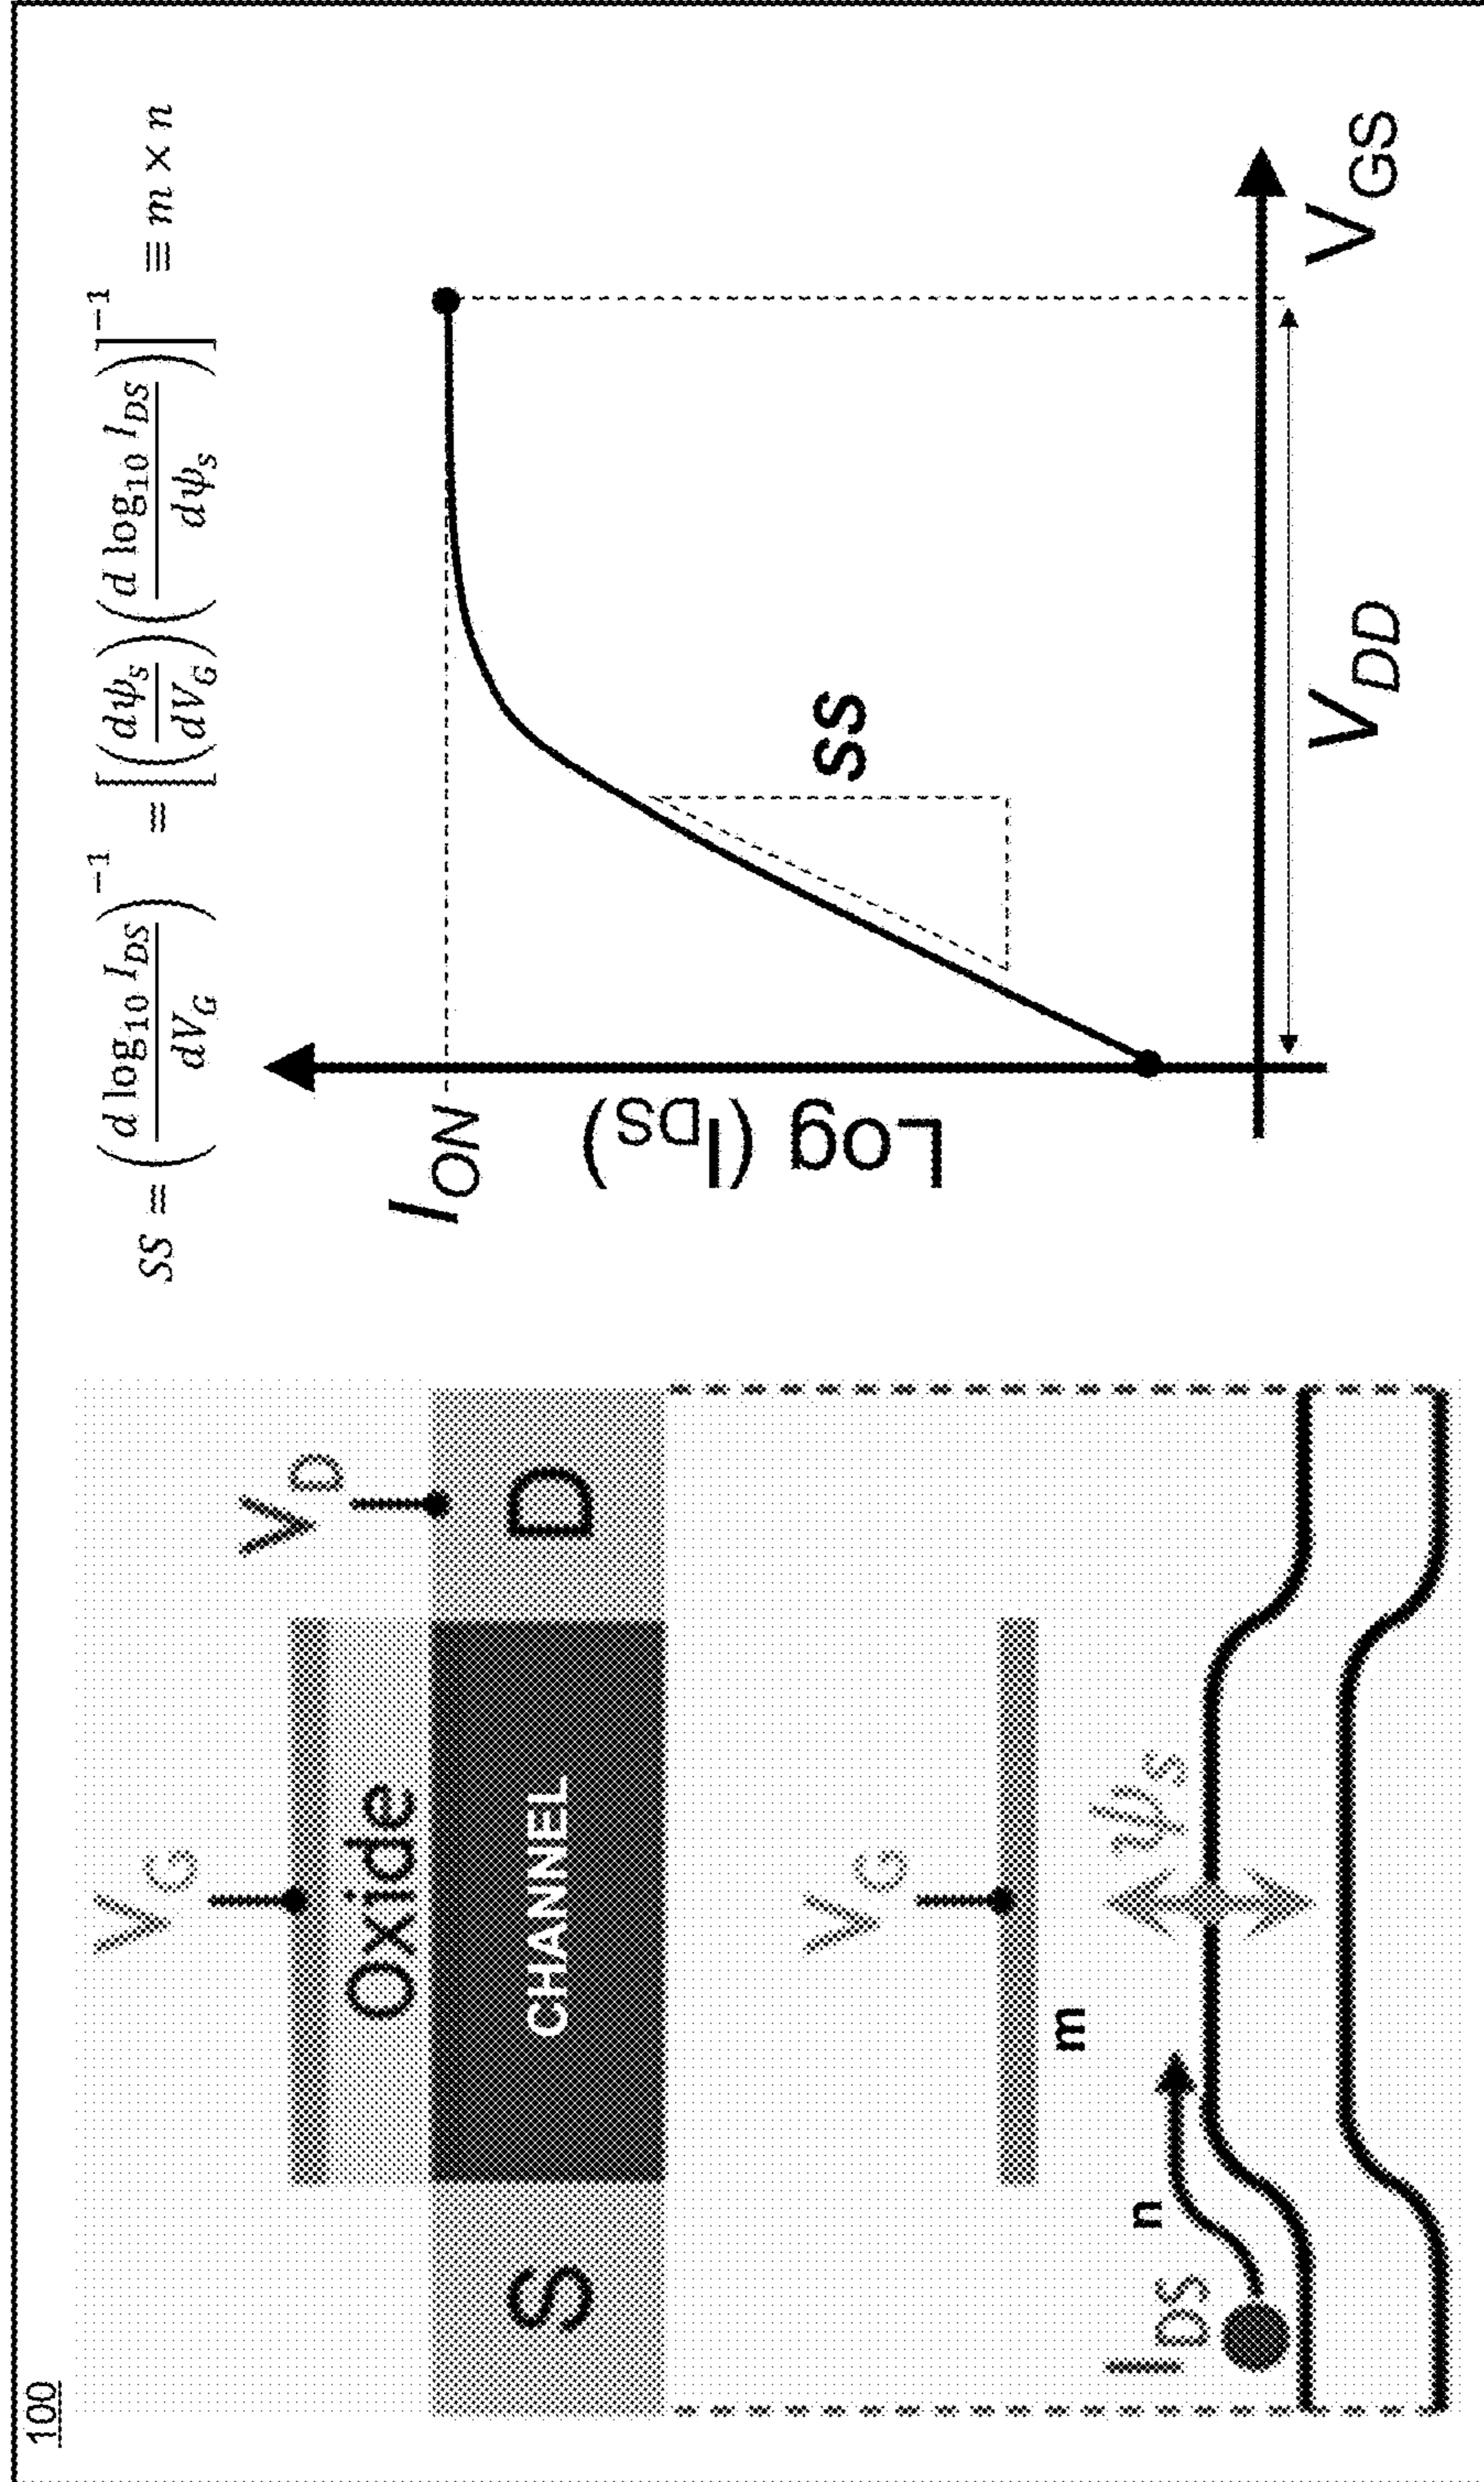 100
V_G
V_D
Oxide
S
CHANNEL
D
V_G
m
n
I_DS
ψ_S
SS = (d log₁₀ I_DS / dV_G)⁻¹ = [(dψ_s / dV_G)(d log₁₀ I_DS / dψ_s)]⁻¹ ≡ m × n
I_ON
Log (I_DS)
SS
V_DD
V_GS